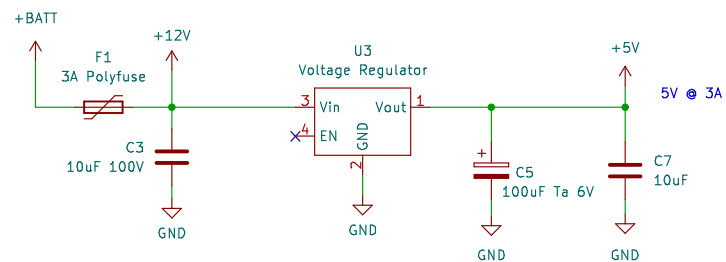 +BATT
F1
3A Polyfuse
+12V
C3
10uF 100V
GND
U3
Voltage Regulator
3 Vin
Vout 1
4 EN
GND
2
GND
+5V
5V @ 3A
C5
100uF Ta 6V
+
GND
C7
10uF
GND